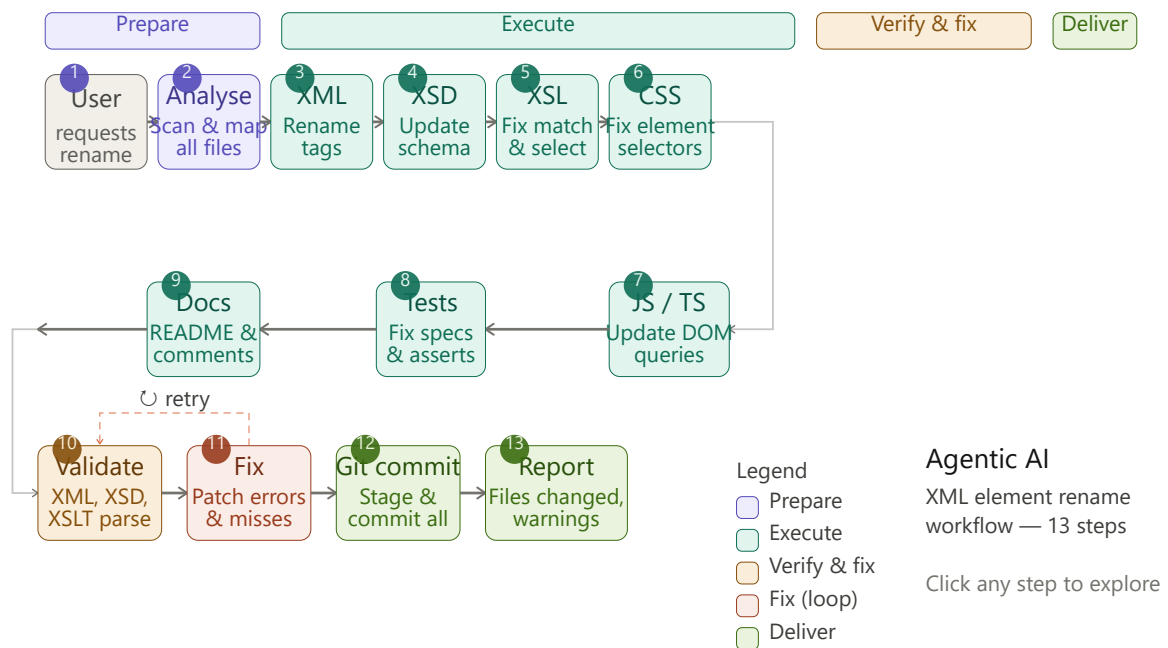 Prepare
Execute
Verify & fix
Deliver
1
User
requests
rename
2
Analyse
Scan & map
all files
3
XML
Rename
tags
4
XSD
Update
schema
5
XSL
Fix match
& select
6
CSS
Fix element
selectors
9
Docs
README &
comments
8
Tests
Fix specs
& asserts
7
JS / TS
Update DOM
queries
↻ retry
10
Validate
XML, XSD,
XSLT parse
11
Fix
Patch errors
& misses
12
Git commit
Stage &
commit all
13
Report
Files changed,
warnings
Legend
Prepare
Execute
Verify & fix
Fix (loop)
Deliver
Agentic AI
XML element rename
workflow — 13 steps
Click any step to explore